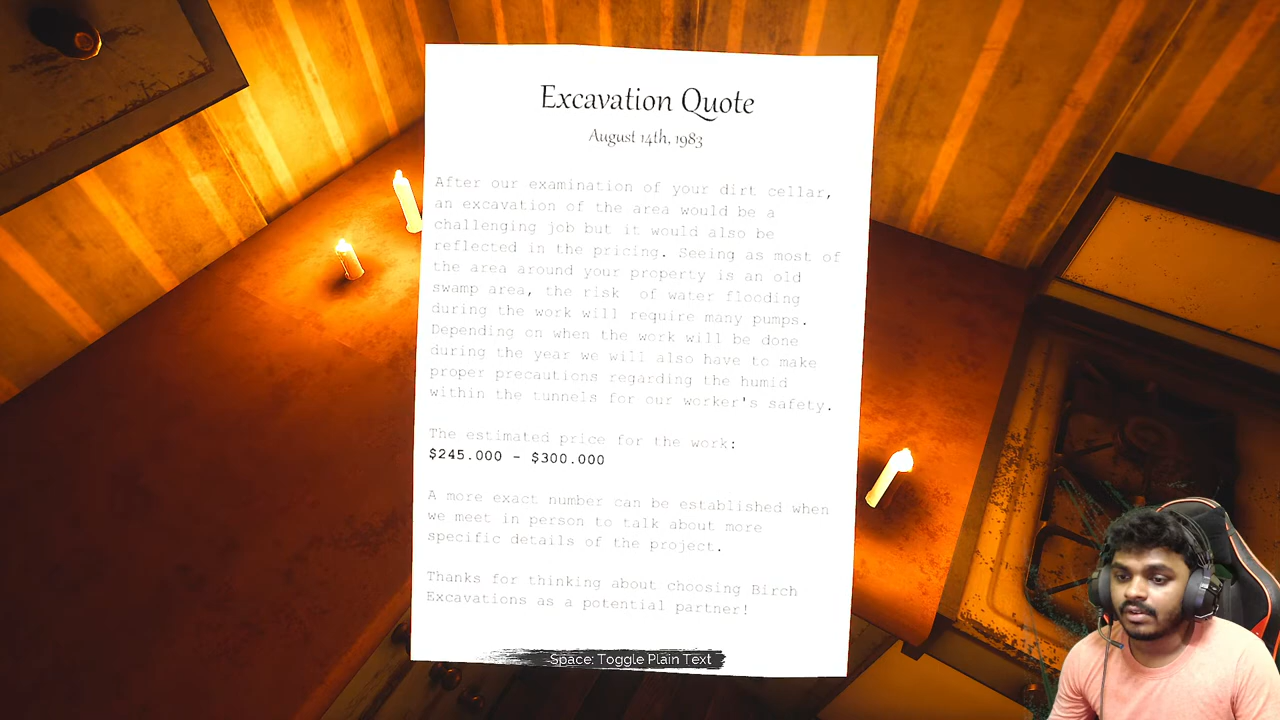 Excavation Quote
August 14th, 1983
After our examination of your dirt cellar,
an excavation of the area would be a
challenging job but it would also be
reflected in the pricing. Seeing as most of
the area around your property is an old
swamp area, the risk of water flooding
during the work will require many pumps.
Depending on when the work will be done
during the year we will also have to make
proper precautions regarding the humid
within the tunnels for our worker's safety.
The estimated price for the work:
$245.000 - $300.000
A more exact number can be established when
we meet in person to talk about more
specific details of the project.
Thanks for thinking about choosing Birch
Excavations as a potential partner!
Space: Toggle Plain Text